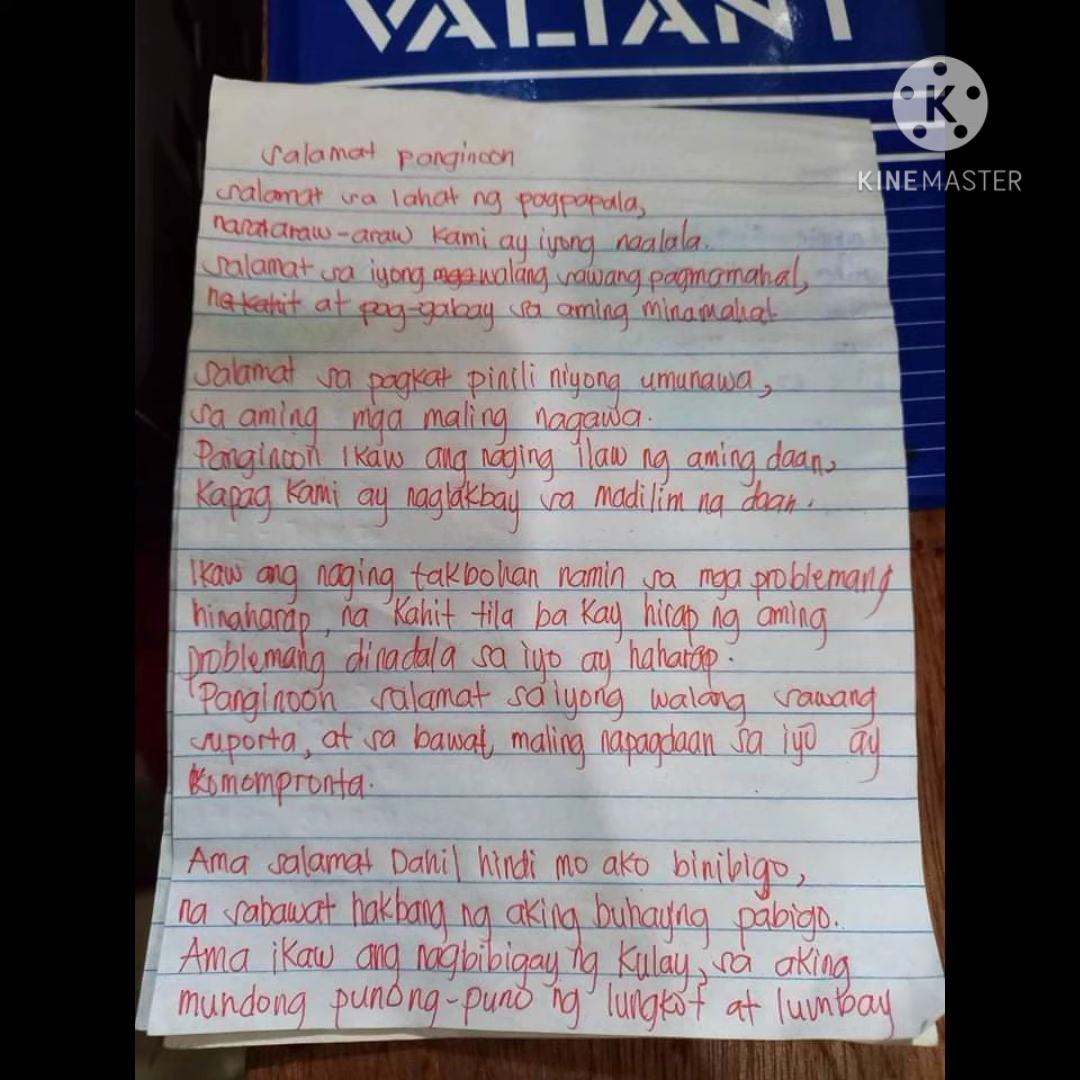 VALIANT
KINEMASTER
salamat panginoon
salamat sa lahat ng pagpapala,
araw-araw kami ay iyong naalala.
salamat sa iyong walang sawang pagmamahal,
at pag-gabay sa aming minamahal
salamat sa pagkat pinili niyong umunawa,
sa aming mga maling nagawa.
Panginoon ikaw ang naging ilaw ng aming daan,
Kapag kami ay naglakbay sa madilim na daan.
Ikaw ang naging takbohan namin sa mga problemang
hinaharap, na kahit tila ba kay hirap ng aming
problemang dinadala sa iyo ay haharap.
Panginoon salamat sa iyong walang sawang
suporta, at sa bawat maling napagdaan sa iyo ay
Komompronta.
Ama salamat Dahil hindi mo ako binibigo,
na sabawat hakbang ng aking buhayng pabigo.
Ama ikaw ang nagbibigay ng kulay, sa aking
mundong punong-puno ng lungkot at lumbay